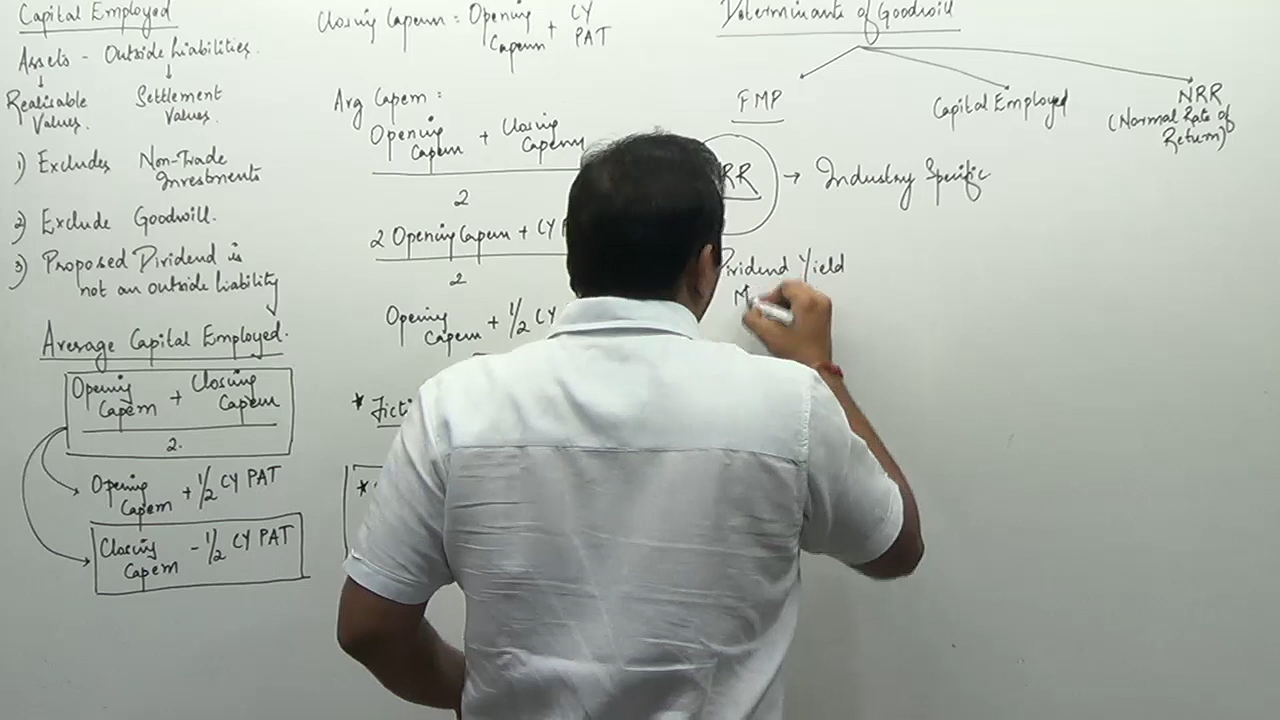 Capital Employed
Assets - Outside Liabilities.
Realisable Values.
Settlement Values.
1) Excludes Non-Trade Investments
2) Exclude Goodwill.
3) Proposed Dividend is
not an outside liability
Average Capital Employed.
Opening Capem + Closing Capem
2.
Opening Capem + 1/2 CY PAT
Closing Capem - 1/2 CY PAT
Closing Capem = Opening Capem + CY PAT
Avg Capem =
Opening Capem + Closing Capem
2
2 Opening Capem + CY
2
Opening Capem + 1/2 CY
*
*
Determinants of Goodwill
FMP
Capital Employed
NRR
(Normal Rate of
Return)
RR → Industry Specific
Dividend Yield
M